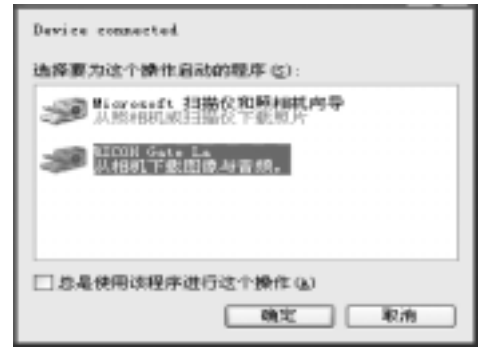 Device connected
选择要为这个操作启动的程序(S):
Microsoft 扫描仪和照相机向导
从照相机或扫描仪下载照片
RICOH Gate La
从相机下载图像与音频。
总是使用该程序进行这个操作(A)
确定
取消